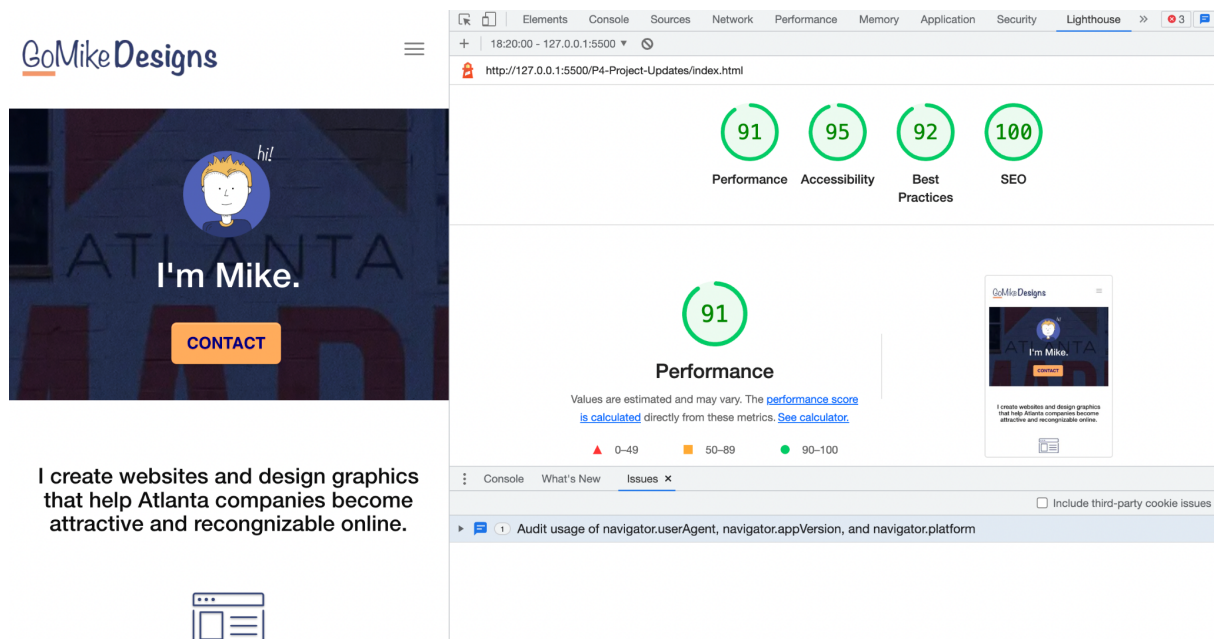 GoMike Designs
hi!
ATLANTA
I'm Mike.
CONTACT
I create websites and design graphics
that help Atlanta companies become
attractive and recongnizable online.
Elements Console Sources Network Performance Memory Application Security Lighthouse » 3
+ 18:20:00 - 127.0.0.1:5500 ▼
http://127.0.0.1:5500/P4-Project-Updates/index.html
91 95 92 100
Performance Accessibility Best Practices SEO
91
Performance
Values are estimated and may vary. The performance score
is calculated directly from these metrics. See calculator.
0–49 50–89 90–100
GoMike Designs
hi!
ATLANTA
I'm Mike.
CONTACT
I create websites and design graphics
that help Atlanta companies become
attractive and recongnizable online.
Console What's New Issues ×
Include third-party cookie issues
1 Audit usage of navigator.userAgent, navigator.appVersion, and navigator.platform